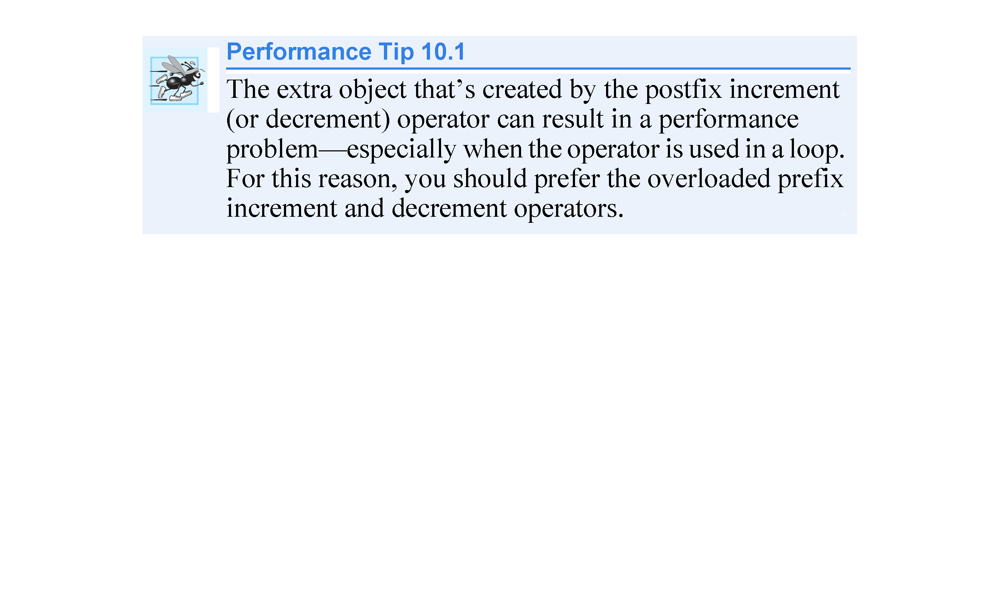 Performance Tip 10.1
The extra object that’s created by the postfix increment
(or decrement) operator can result in a performance
problem—especially when the operator is used in a loop.
For this reason, you should prefer the overloaded prefix
increment and decrement operators.
10.1